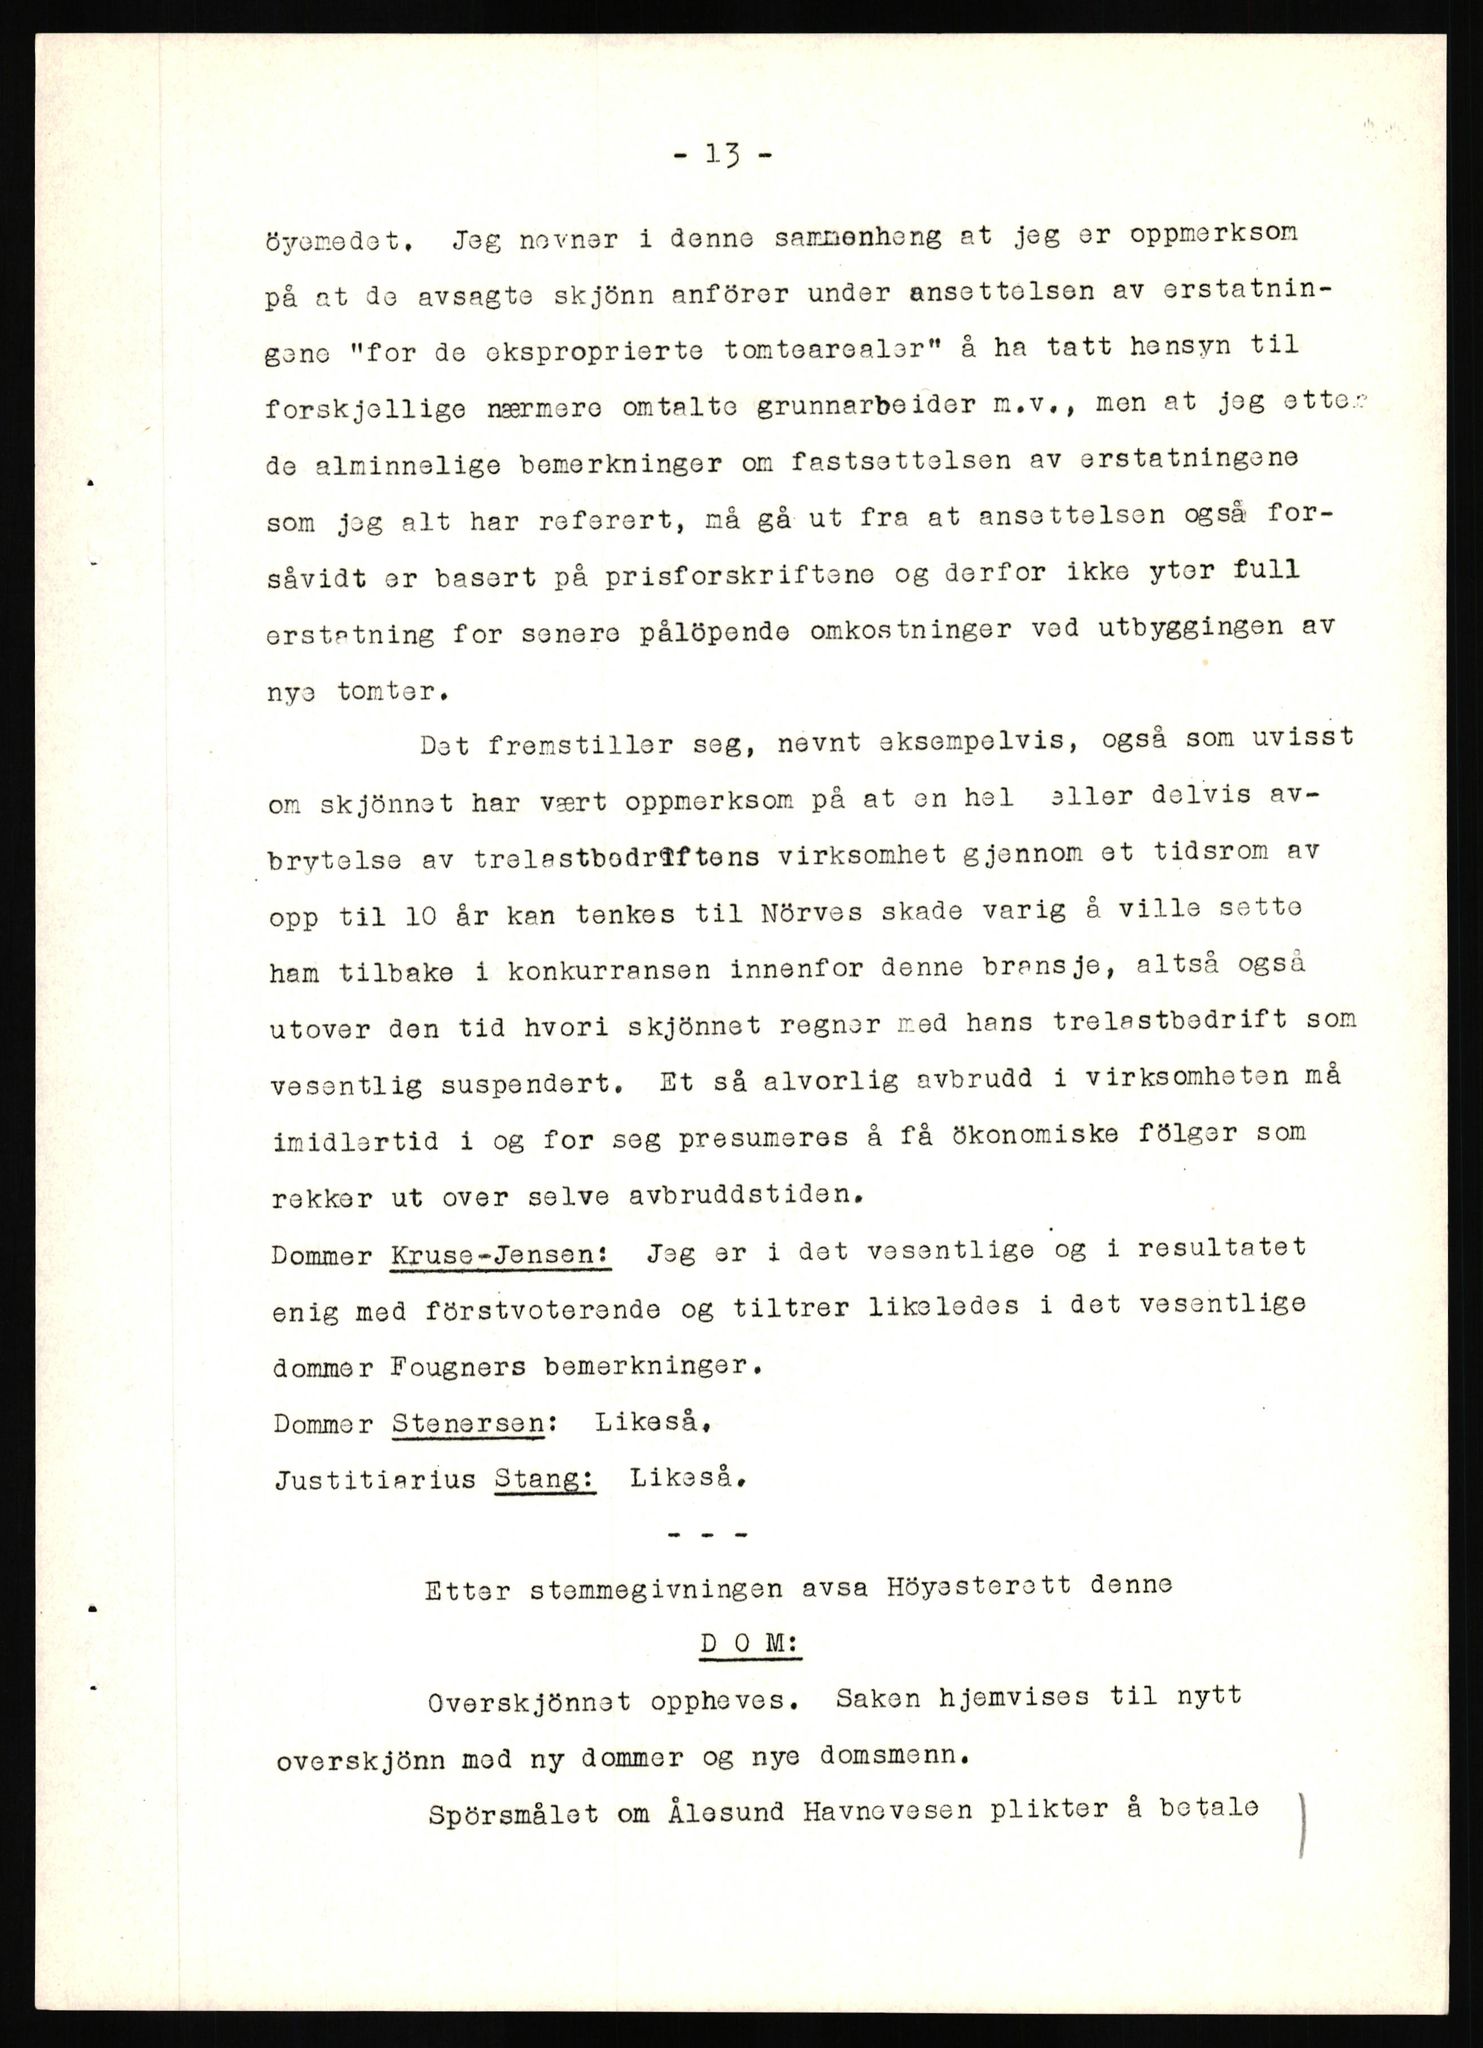 - 13 -
öyemedet. Jeg nevner i denne sammenheng at jeg er oppmerksom
på at de avsagte skjönn anförer under ansettelsen av erstatnin-
gene "for de eksproprierte tomtearealer" å ha tatt hensyn til
forskjellige nærmere omtalte grunnarbeider m.v., men at jeg etter
de alminnelige bemerkninger om fastsettelsen av erstatningene
som jeg alt har referert, må gå ut fra at ansettelsen også for-
såvidt er basert på prisforskriftene og derfor ikke yter full
erstatning for senere pålöpende omkostninger ved utbyggingen av
nye tomter.
Det fremstiller seg, nevnt eksempelvis, også som uvisst
om skjönnet har vært oppmerksom på at en hel eller delvis av-
brytelse av trelastbedriftens virksomhet gjennom et tidsrom av
opp til 10 år kan tenkes til Nörves skade varig å ville sette
ham tilbake i konkurransen innenfor denne bransje, altså også
utover den tid hvori skjönnet regner med hans trelastbedrift som
vesentlig suspendert. Et så alvorlig avbrudd i virksomheten må
imidlertid i og for seg presumeres å få ökonomiske fölger som
rekker ut over selve avbruddstiden.
Dommer Kruse-Jensen: Jeg er i det vesentlige og i resultatet
enig med förstvoterende og tiltrer likeledes i det vesentlige
dommer Fougners bemerkninger.
Dommer Stenersen: Likeså.
Justitiarius Stang: Likeså.
- - -
Etter stemmegivningen avsa Höyesterett denne
D O M:
Overskjönnet oppheves. Saken hjemvises til nytt
overskjönn med ny dommer og nye domsmenn.
Spörsmålet om Ålesund Havnevesen plikter å betale